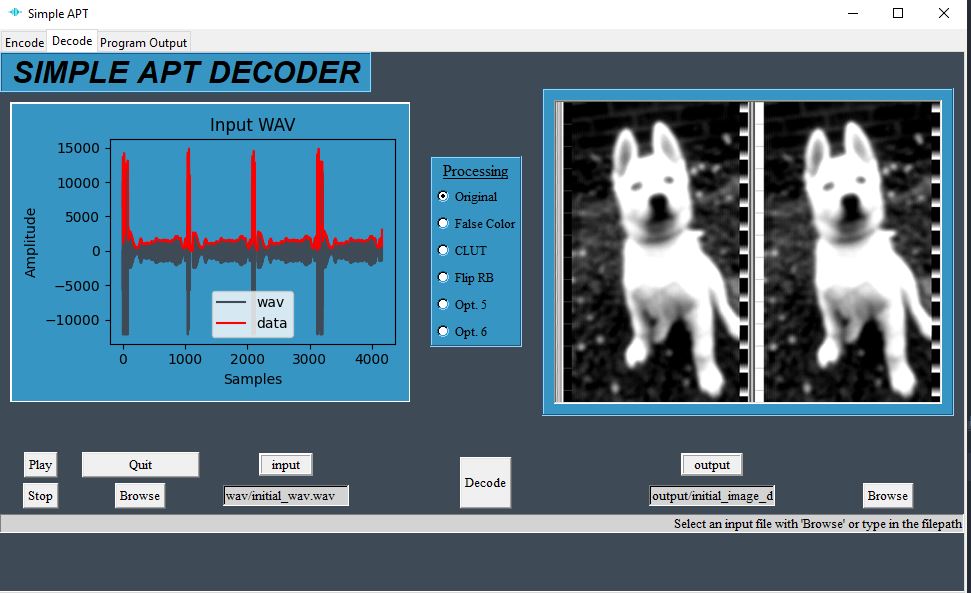 Simple APT
Encode
Decode
Program Output
SIMPLE APT DECODER
Input WAV
15000
10000
5000
0
−5000
−10000
Amplitude
wav
data
0
1000
2000
3000
4000
Samples
Processing
Original
False Color
CLUT
Flip RB
Opt. 5
Opt. 6
Play
Quit
input
Decode
output
Stop
Browse
wav/initial_wav.wav
output/initial_image_d
Browse
Select an input file with 'Browse' or type in the filepath